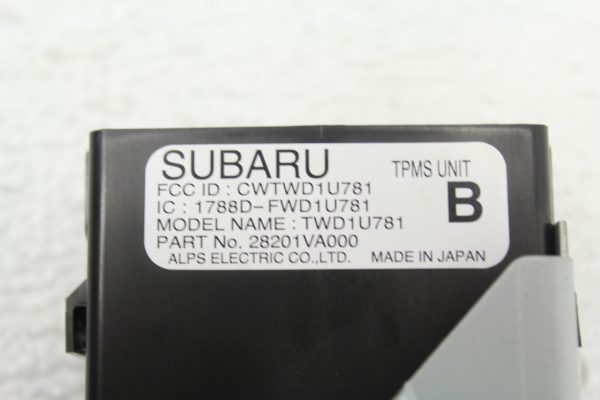 SUBARU TPMS UNIT
FCC ID : CWTWD1U781
IC : 1788D-FWD1U781 B
MODEL NAME : TWD1U781
PART No. 28201VA000
ALPS ELECTRIC CO.,LTD. MADE IN JAPAN